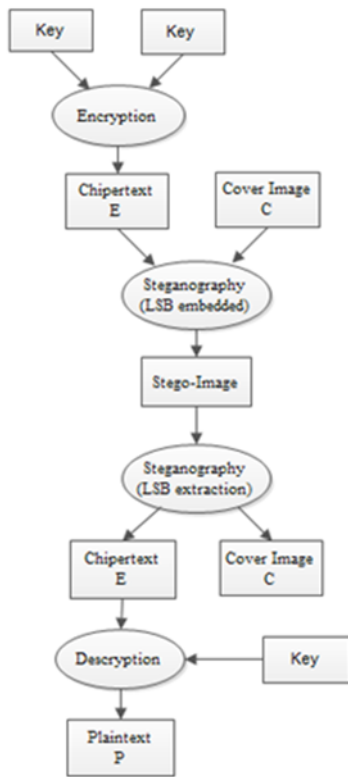 Key
Key
Encryption
Chipertext
E
Cover Image
C
Steganography
(LSB embedded)
Stego-Image
Steganography
(LSB extraction)
Chipertext
E
Cover Image
C
Descryption
Key
Plaintext
P